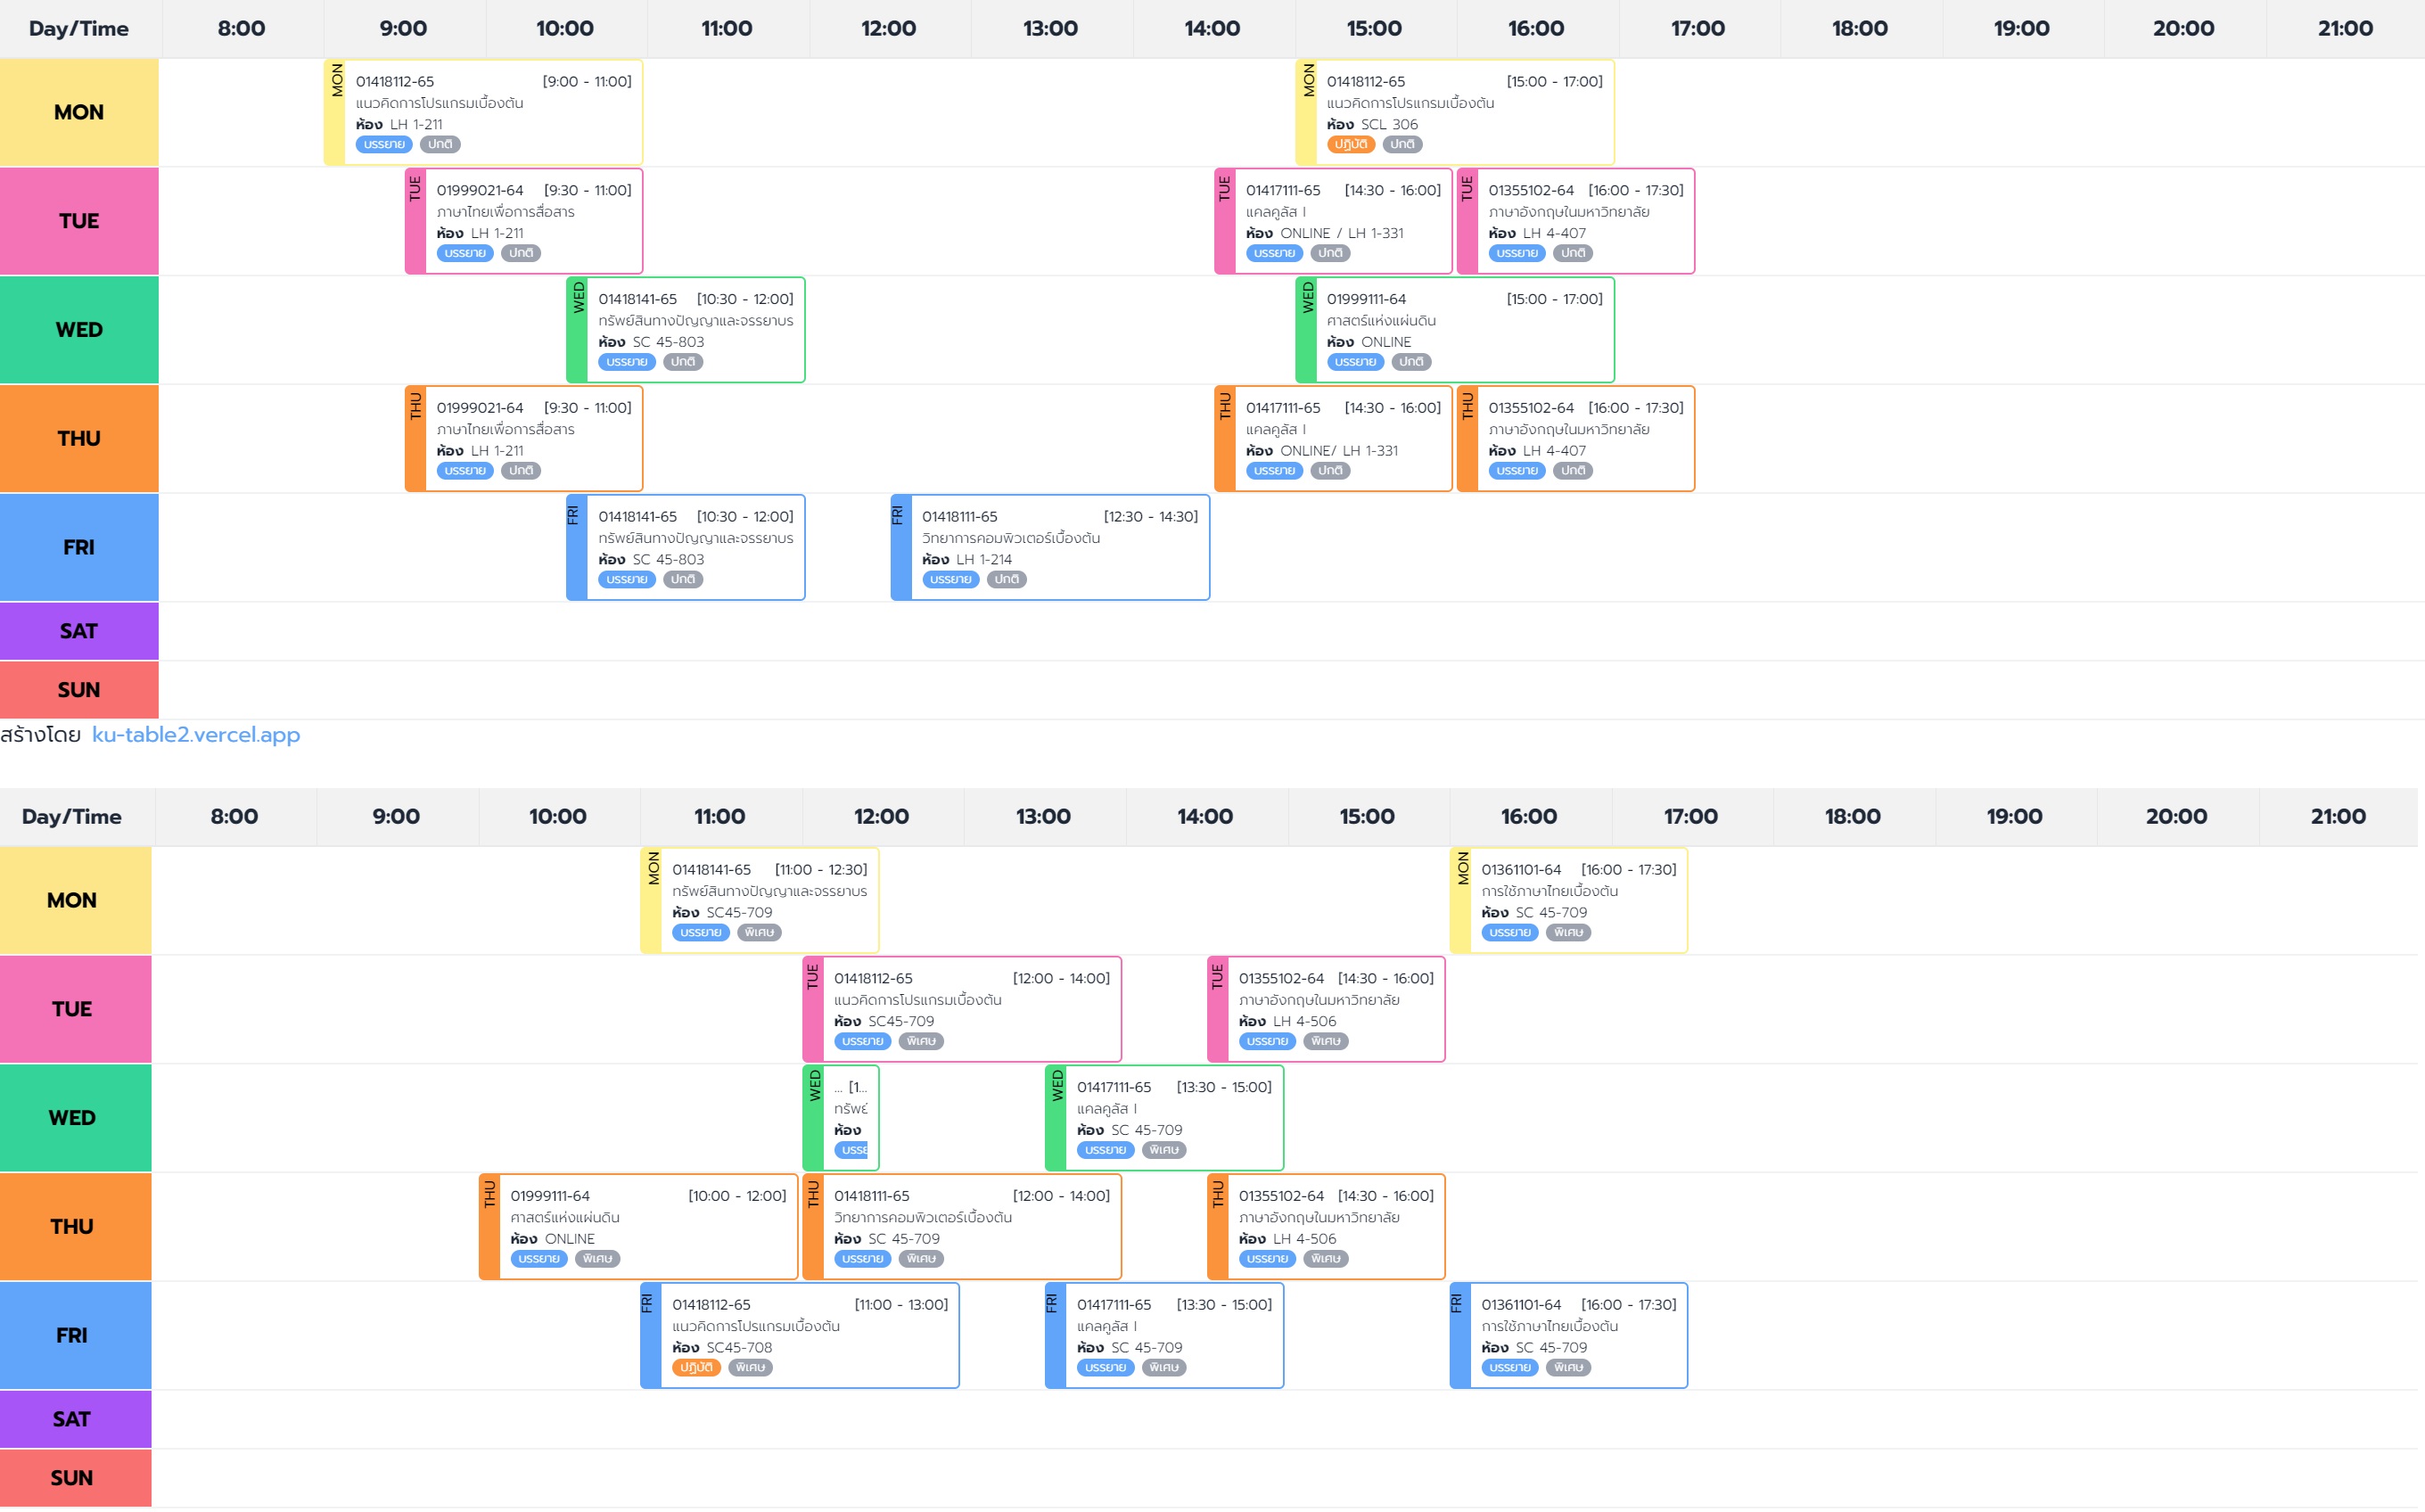 Day/Time 8:00 9:00 10:00 11:00 12:00 13:00 14:00 15:00 16:00 17:00 18:00 19:00 20:00 21:00
MON
MON
01418112-65 [9:00 - 11:00]
แนวคิดการโปรแกรมเบื้องต้น
ห้อง LH 1-211
บรรยาย ปกติ
MON
01418112-65 [15:00 - 17:00]
แนวคิดการโปรแกรมเบื้องต้น
ห้อง SCL 306
ปฏิบัติ ปกติ
TUE
TUE
01999021-64 [9:30 - 11:00]
ภาษาไทยเพื่อการสื่อสาร
ห้อง LH 1-211
บรรยาย ปกติ
TUE
01417111-65 [14:30 - 16:00]
แคลคูลัส I
ห้อง ONLINE / LH 1-331
บรรยาย ปกติ
TUE
01355102-64 [16:00 - 17:30]
ภาษาอังกฤษในมหาวิทยาลัย
ห้อง LH 4-407
บรรยาย ปกติ
WED
WED
01418141-65 [10:30 - 12:00]
ทรัพย์สินทางปัญญาและจรรยาบร
ห้อง SC 45-803
บรรยาย ปกติ
WED
01999111-64 [15:00 - 17:00]
ศาสตร์แห่งแผ่นดิน
ห้อง ONLINE
บรรยาย ปกติ
THU
THU
01999021-64 [9:30 - 11:00]
ภาษาไทยเพื่อการสื่อสาร
ห้อง LH 1-211
บรรยาย ปกติ
THU
01417111-65 [14:30 - 16:00]
แคลคูลัส I
ห้อง ONLINE/ LH 1-331
บรรยาย ปกติ
THU
01355102-64 [16:00 - 17:30]
ภาษาอังกฤษในมหาวิทยาลัย
ห้อง LH 4-407
บรรยาย ปกติ
FRI
FRI
01418141-65 [10:30 - 12:00]
ทรัพย์สินทางปัญญาและจรรยาบร
ห้อง SC 45-803
บรรยาย ปกติ
FRI
01418111-65 [12:30 - 14:30]
วิทยาการคอมพิวเตอร์เบื้องต้น
ห้อง LH 1-214
บรรยาย ปกติ
SAT
SUN
สร้างโดย ku-table2.vercel.app
Day/Time 8:00 9:00 10:00 11:00 12:00 13:00 14:00 15:00 16:00 17:00 18:00 19:00 20:00 21:00
MON
MON
01418141-65 [11:00 - 12:30]
ทรัพย์สินทางปัญญาและจรรยาบร
ห้อง SC45-709
บรรยาย พิเศษ
MON
01361101-64 [16:00 - 17:30]
การใช้ภาษาไทยเบื้องต้น
ห้อง SC 45-709
บรรยาย พิเศษ
TUE
TUE
01418112-65 [12:00 - 14:00]
แนวคิดการโปรแกรมเบื้องต้น
ห้อง SC45-709
บรรยาย พิเศษ
TUE
01355102-64 [14:30 - 16:00]
ภาษาอังกฤษในมหาวิทยาลัย
ห้อง LH 4-506
บรรยาย พิเศษ
WED
WED
... [1...
ทรัพย์
ห้อง
บรรย
WED
01417111-65 [13:30 - 15:00]
แคลคูลัส I
ห้อง SC 45-709
บรรยาย พิเศษ
THU
THU
01999111-64 [10:00 - 12:00]
ศาสตร์แห่งแผ่นดิน
ห้อง ONLINE
บรรยาย พิเศษ
THU
01418111-65 [12:00 - 14:00]
วิทยาการคอมพิวเตอร์เบื้องต้น
ห้อง SC 45-709
บรรยาย พิเศษ
THU
01355102-64 [14:30 - 16:00]
ภาษาอังกฤษในมหาวิทยาลัย
ห้อง LH 4-506
บรรยาย พิเศษ
FRI
FRI
01418112-65 [11:00 - 13:00]
แนวคิดการโปรแกรมเบื้องต้น
ห้อง SC45-708
ปฏิบัติ พิเศษ
FRI
01417111-65 [13:30 - 15:00]
แคลคูลัส I
ห้อง SC 45-709
บรรยาย พิเศษ
FRI
01361101-64 [16:00 - 17:30]
การใช้ภาษาไทยเบื้องต้น
ห้อง SC 45-709
บรรยาย พิเศษ
SAT
SUN